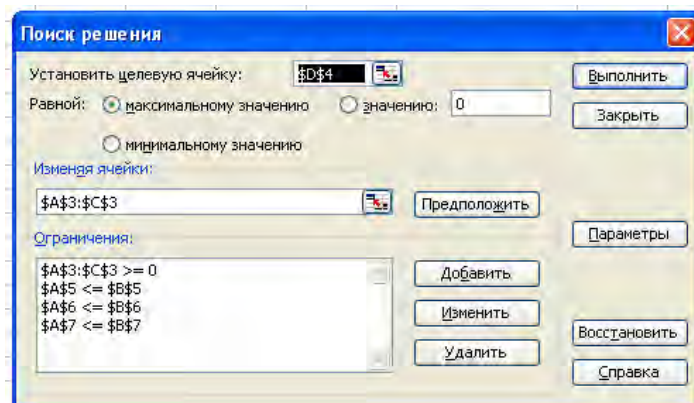 Поиск решения
Установить целевую ячейку: $D$4 Выполнить
Равной: максимальному значению значению: 0 Закрыть
минимальному значению
Изменяя ячейки:
$A$3:$C$3 Предположить
Ограничения: Параметры
$A$3:$C$3 >= 0 Добавить
$A$5 <= $B$5
$A$6 <= $B$6 Изменить
$A$7 <= $B$7
Восстановить
Удалить
Справка